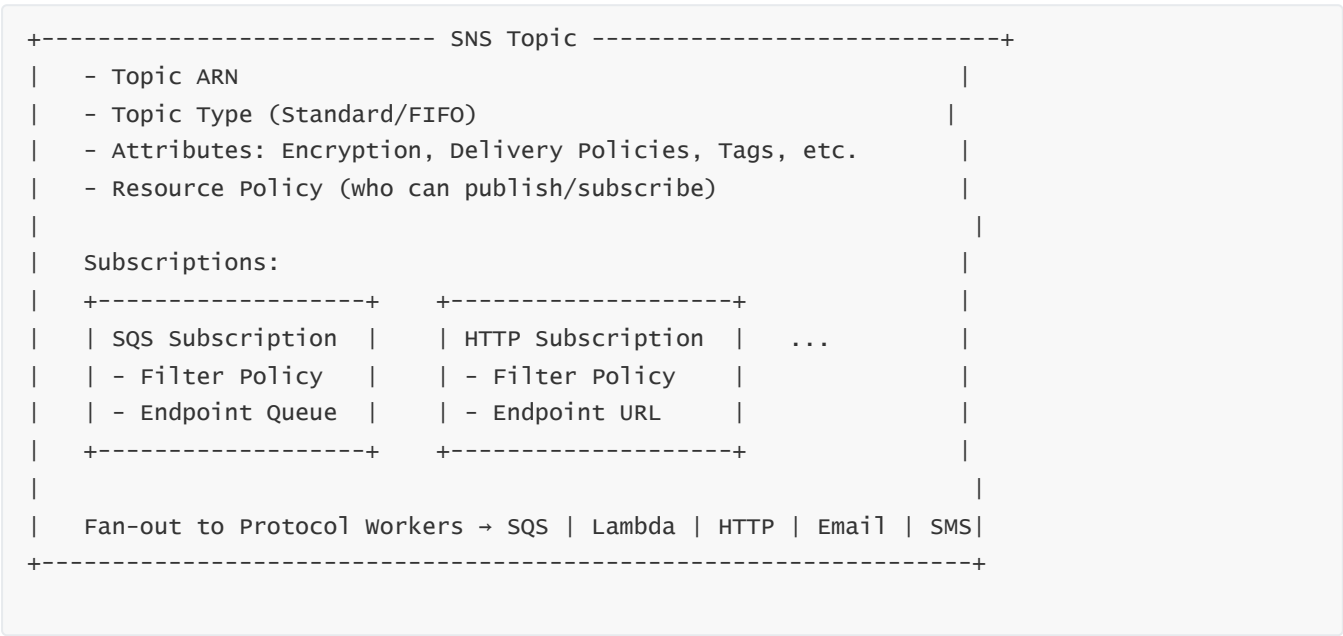 +---------------------------- SNS Topic -----------------------------+
|   - Topic ARN                                                   |
|   - Topic Type (Standard/FIFO)                                 |
|   - Attributes: Encryption, Delivery Policies, Tags, etc.       |
|   - Resource Policy (who can publish/subscribe)                 |
|                                                                  |
|   Subscriptions:                                                |
|   +-------------------+    +--------------------+               |
|   | SQS Subscription  |    | HTTP Subscription  |   ...         |
|   | - Filter Policy   |    | - Filter Policy    |               |
|   | - Endpoint Queue  |    | - Endpoint URL     |               |
|   +-------------------+    +--------------------+               |
|                                                                  |
|   Fan-out to Protocol Workers → SQS | Lambda | HTTP | Email | SMS|
+------------------------------------------------------------------+